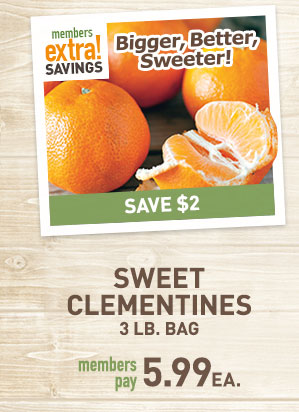 members
extra!
SAVINGS
Bigger, Better,
Sweeter!
SAVE $2
SWEET
CLEMENTINES
3 LB. BAG
members
pay 5.99EA.